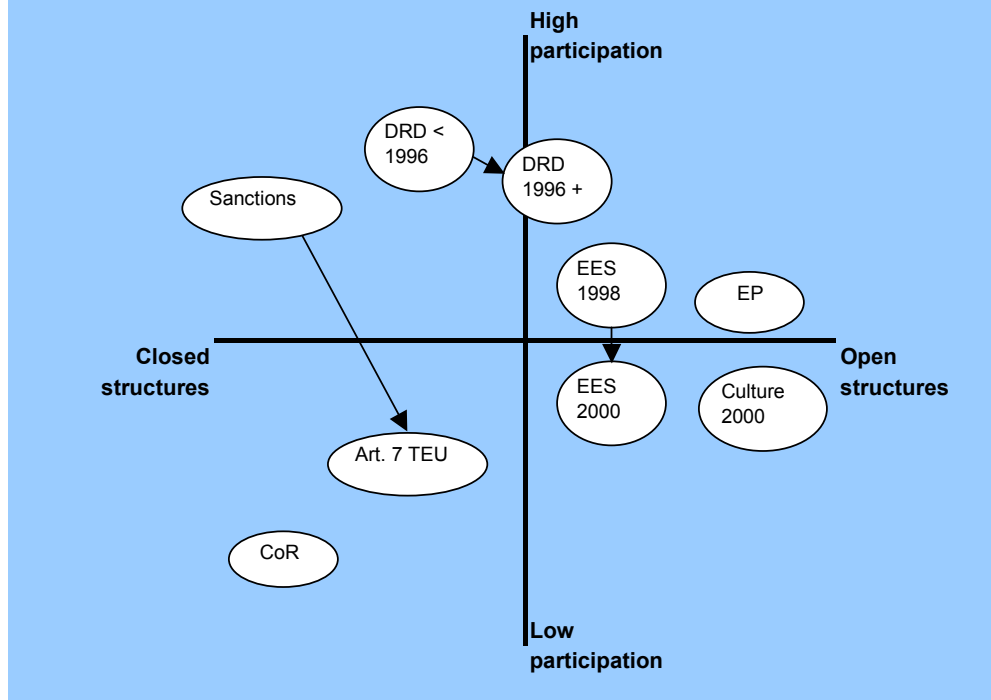 High
participation
DRD <
1996
DRD
1996 +
Sanctions
EES
1998
EP
Closed
structures
Open
structures
EES
2000
Culture
2000
Art. 7 TEU
CoR
Low
participation